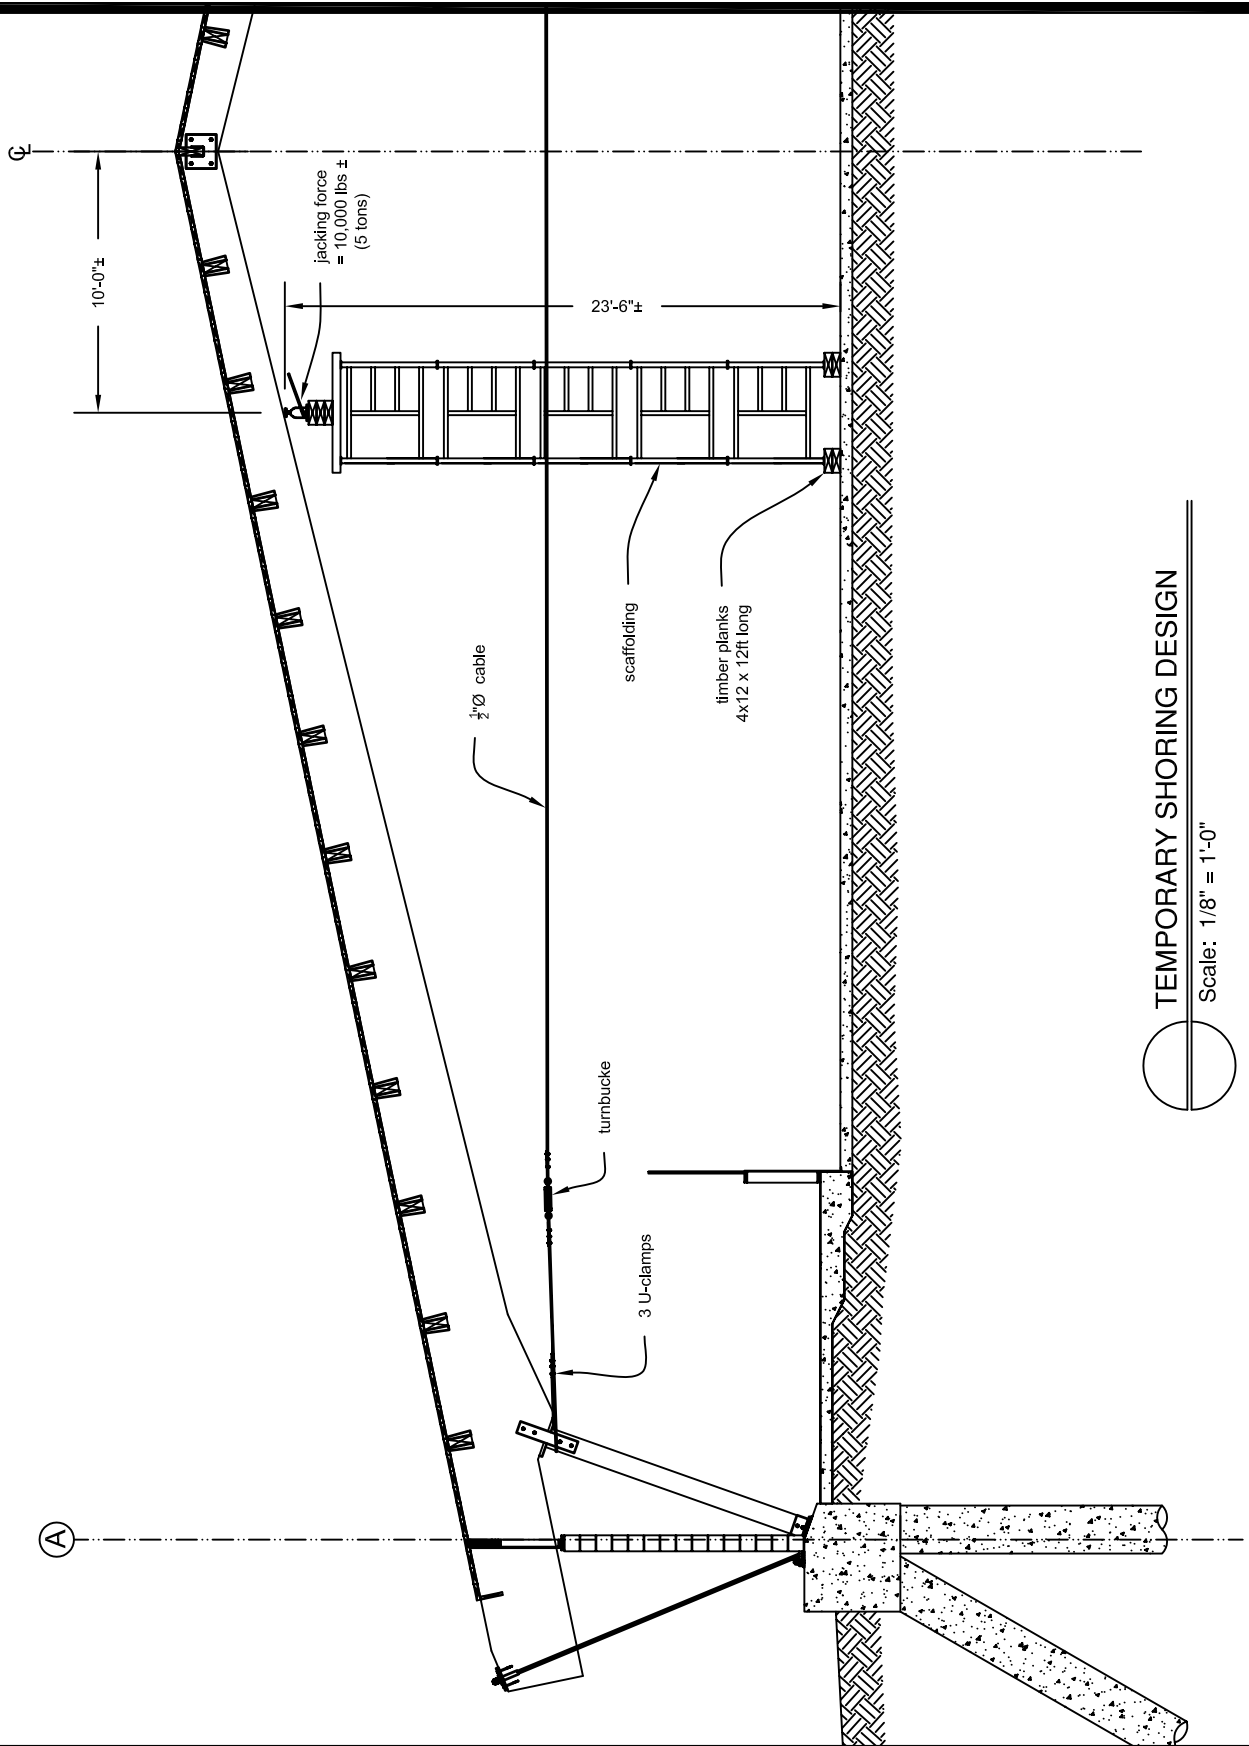 ℄
10'-0"±
jacking force
= 10,000 lbs ±
(5 tons)
23'-6"±
½"Ø cable
scaffolding
timber planks
4x12 x 12ft long
turnbucke
3 U-clamps
A
TEMPORARY SHORING DESIGN
Scale: 1/8" = 1'-0"